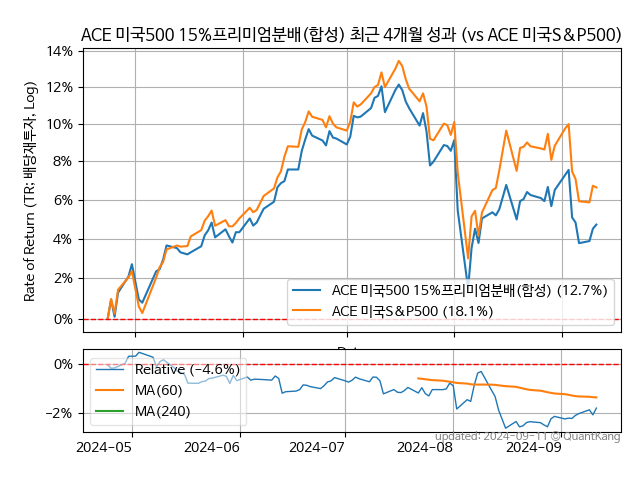 ACE 미국500 15%프리미엄분배(합성) 최근 4개월 성과 (vs ACE 미국S&P500)
Rate of Return (TR: 배당재투자, Log)
14%
12%
10%
8%
6%
4%
2%
0%
ACE 미국500 15%프리미엄분배(합성) (12.7%)
ACE 미국S&P500 (18.1%)
0%
−2%
Relative (−4.6%)
MA(60)
MA(240)
2024-05
2024-06
2024-07
2024-08
2024-09
updated: 2024-09-11 © QuantKang